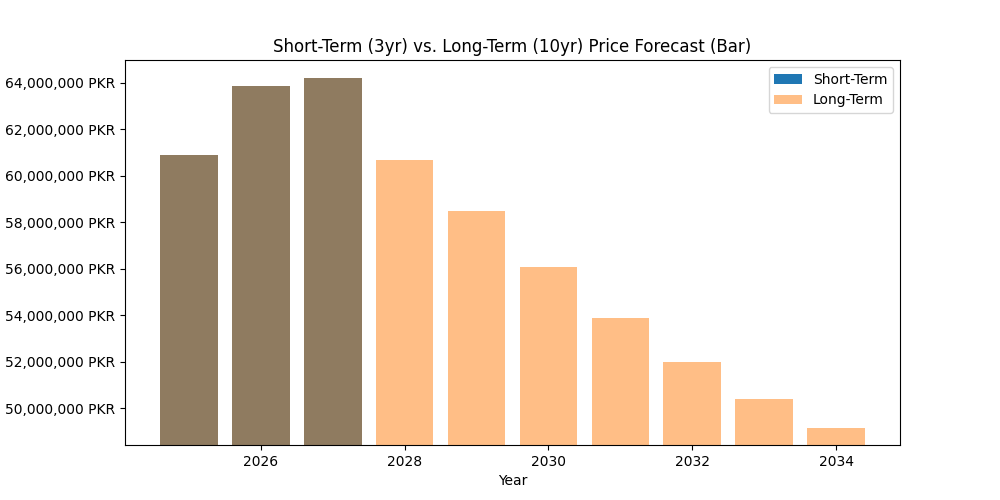 Short-Term (3yr) vs. Long-Term (10yr) Price Forecast (Bar)
64,000,000 PKR
62,000,000 PKR
60,000,000 PKR
58,000,000 PKR
56,000,000 PKR
54,000,000 PKR
52,000,000 PKR
50,000,000 PKR
Short-Term
Long-Term
2026 2028 2030 2032 2034
Year